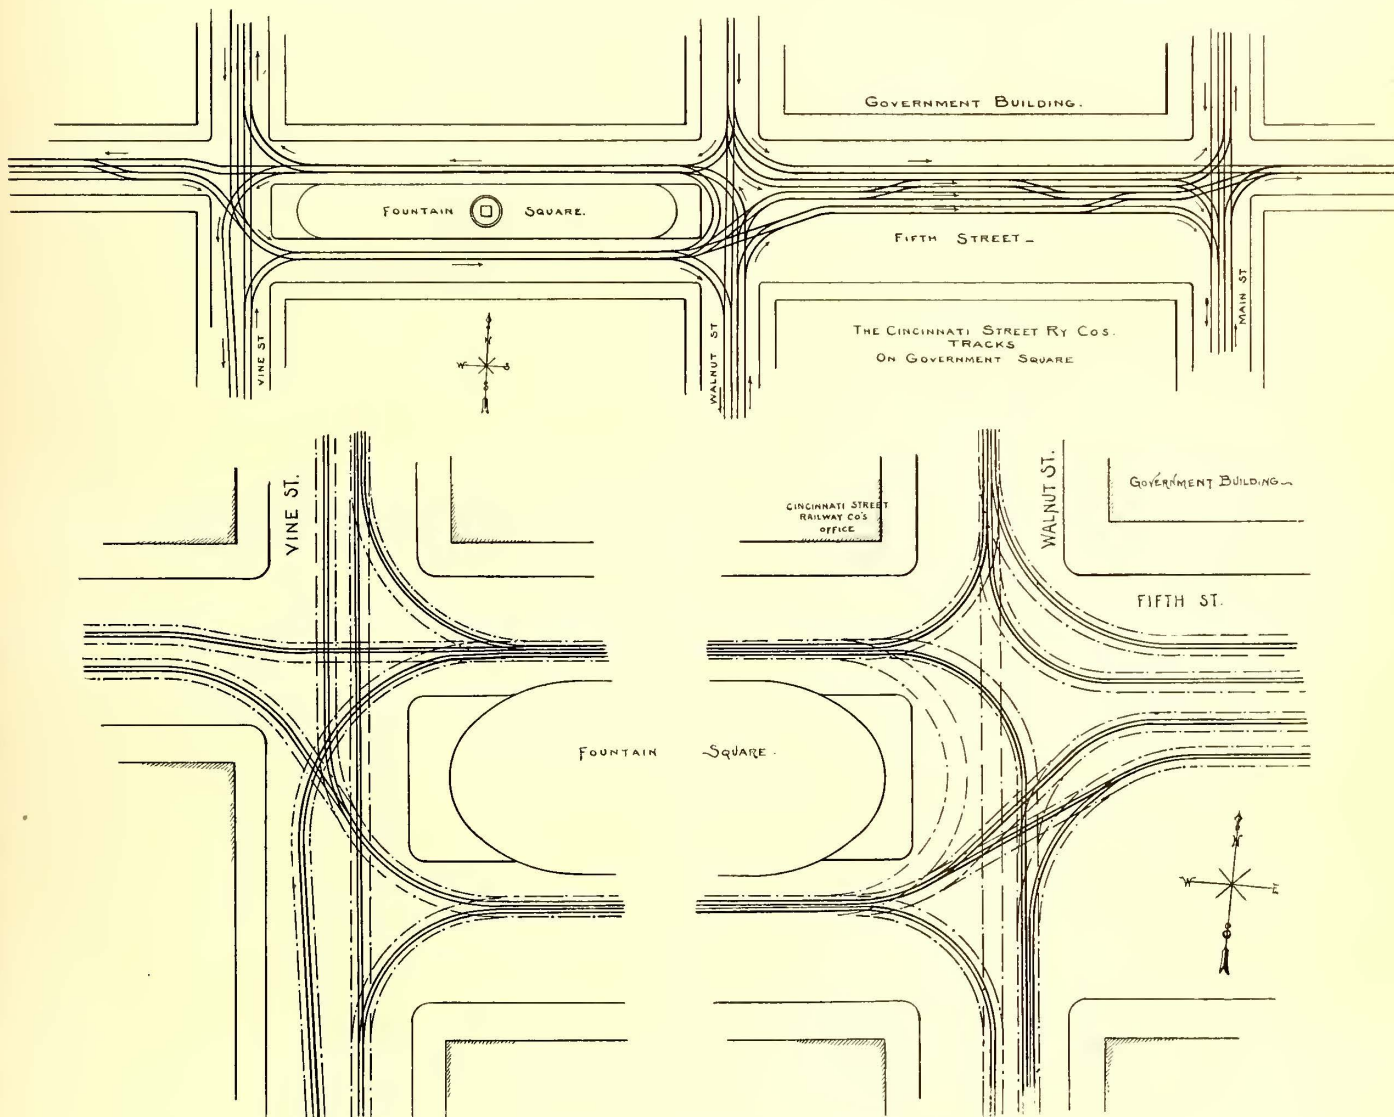 GOVERNMENT BUILDING.
FOUNTAIN SQUARE.
FIFTH STREET
VINE ST
WALNUT ST
MAIN ST
THE CINCINNATI STREET RY COS.
TRACKS
ON GOVERNMENT SQUARE
N
W
S
VINE ST.
CINCINNATI STREET
RAILWAY CO'S
OFFICE
WALNUT ST.
GOVERNMENT BUILDING
FIFTH ST.
FOUNTAIN SQUARE.
N
W E